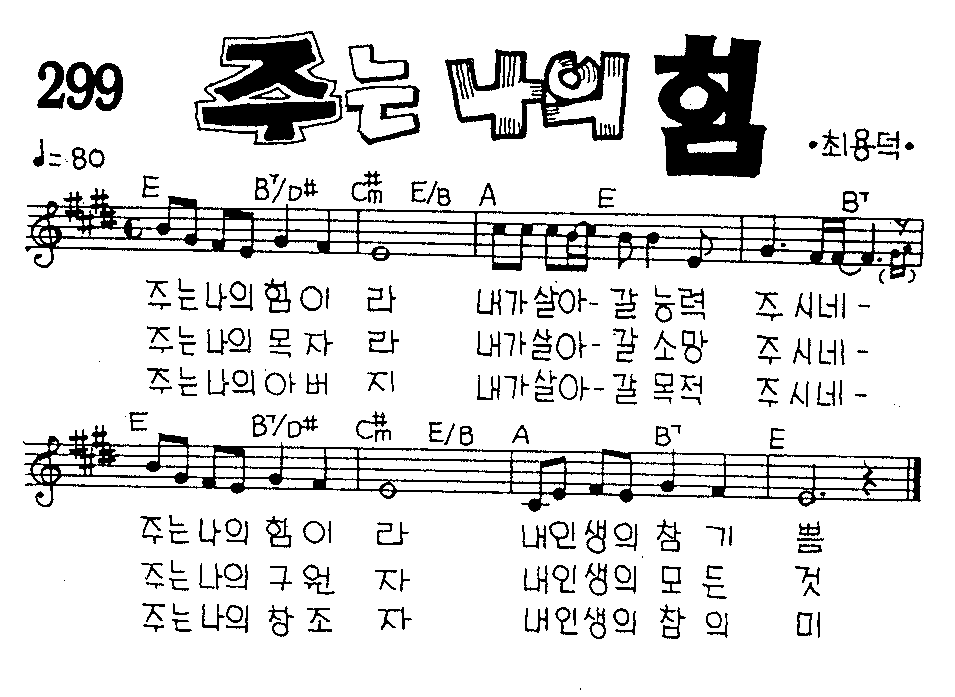 299 주는 나의 힘
♩= 80 •최용덕•
E B7/D# C#m E/B A E B7
주는나의 힘이 라 내가살아- 갈 능력 주 시네-
주는나의 목자 라 내가살아- 갈 소망 주 시네-
주는나의 아버 지 내가살아- 갈 목적 주 시네-
E B7/D# C#m E/B A B7 E
주는나의 힘이 라 내인생의 참 기 쁨
주는나의 구원 자 내인생의 모 든 것
주는나의 창조 자 내인생의 참 의 미